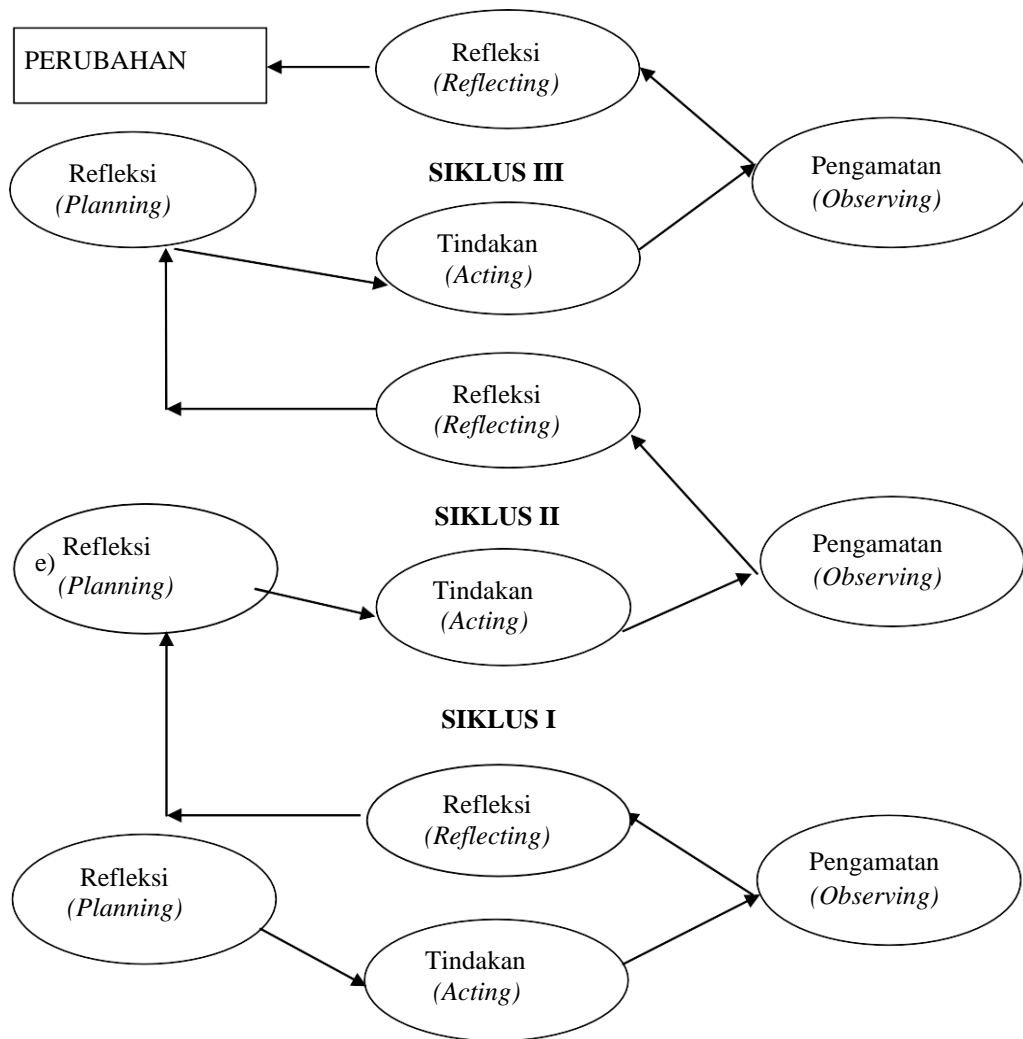 PERUBAHAN
Refleksi
(Reflecting)
Refleksi
(Planning)
SIKLUS III
Pengamatan
(Observing)
Tindakan
(Acting)
Refleksi
(Reflecting)
SIKLUS II
e) Refleksi
(Planning)
Pengamatan
(Observing)
Tindakan
(Acting)
SIKLUS I
Refleksi
(Reflecting)
Refleksi
(Planning)
Pengamatan
(Observing)
Tindakan
(Acting)